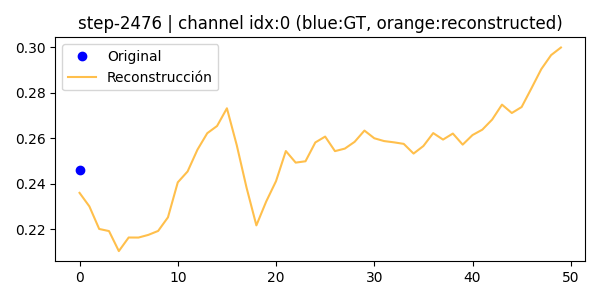 step-2476 | channel idx:0 (blue:GT, orange:reconstructed)
Original
Reconstrucción
0.30
0.28
0.26
0.24
0.22
0 10 20 30 40 50